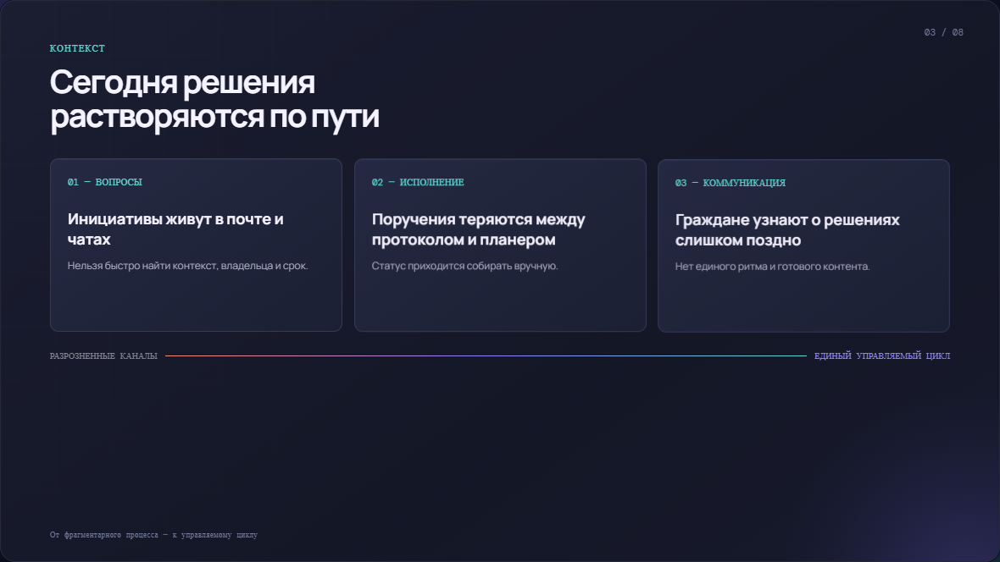 03 / 08
КОНТЕКСТ
Сегодня решения
растворяются по пути
01 — ВОПРОСЫ
Инициативы живут в почте и
чатах
Нельзя быстро найти контекст, владельца и срок.
02 — ИСПОЛНЕНИЕ
Поручения теряются между
протоколом и планером
Статус приходится собирать вручную.
03 — КОММУНИКАЦИЯ
Граждане узнают о решениях
слишком поздно
Нет единого ритма и готового контента.
РАЗРОЗНЕННЫЕ КАНАЛЫ
ЕДИНЫЙ УПРАВЛЯЕМЫЙ ЦИКЛ
От фрагментарного процесса — к управляемому циклу